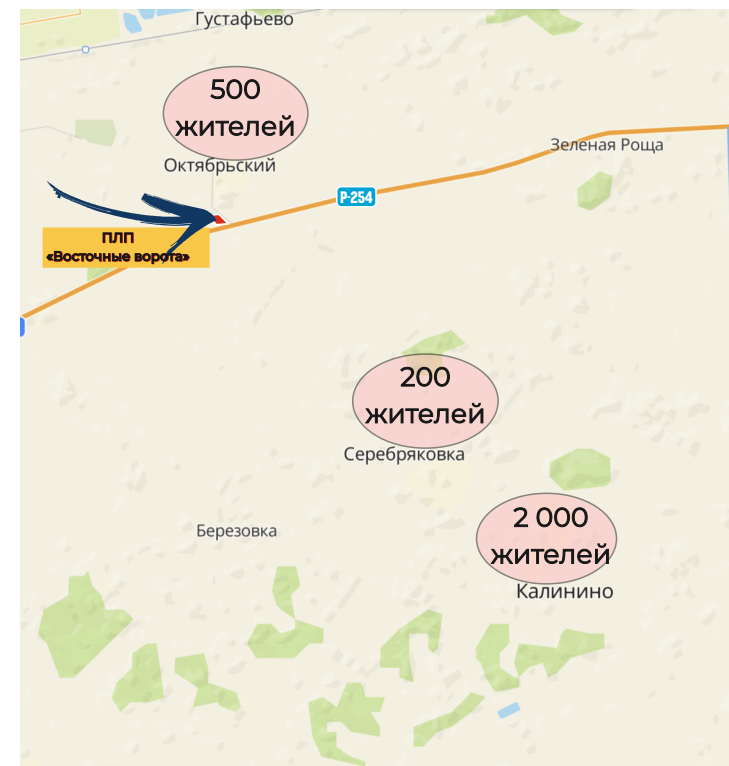 Густафьево
500
жителей
Октябрьский
Зеленая Роща
Р-254
ПЛП
«Восточные ворота»
200
жителей
Серебряковка
2 000
жителей
Березовка
Калинино